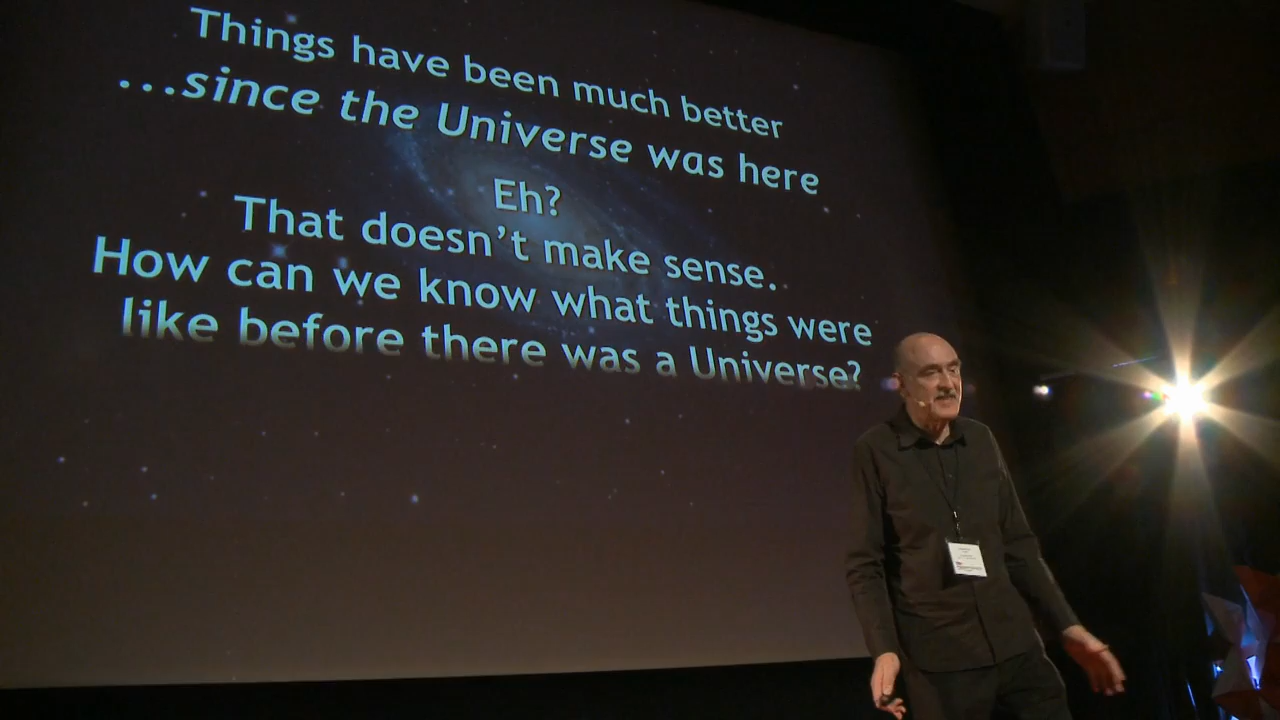 Things have been much better
...since the Universe was here
Eh?
That doesn't make sense.
How can we know what things were
like before there was a Universe?